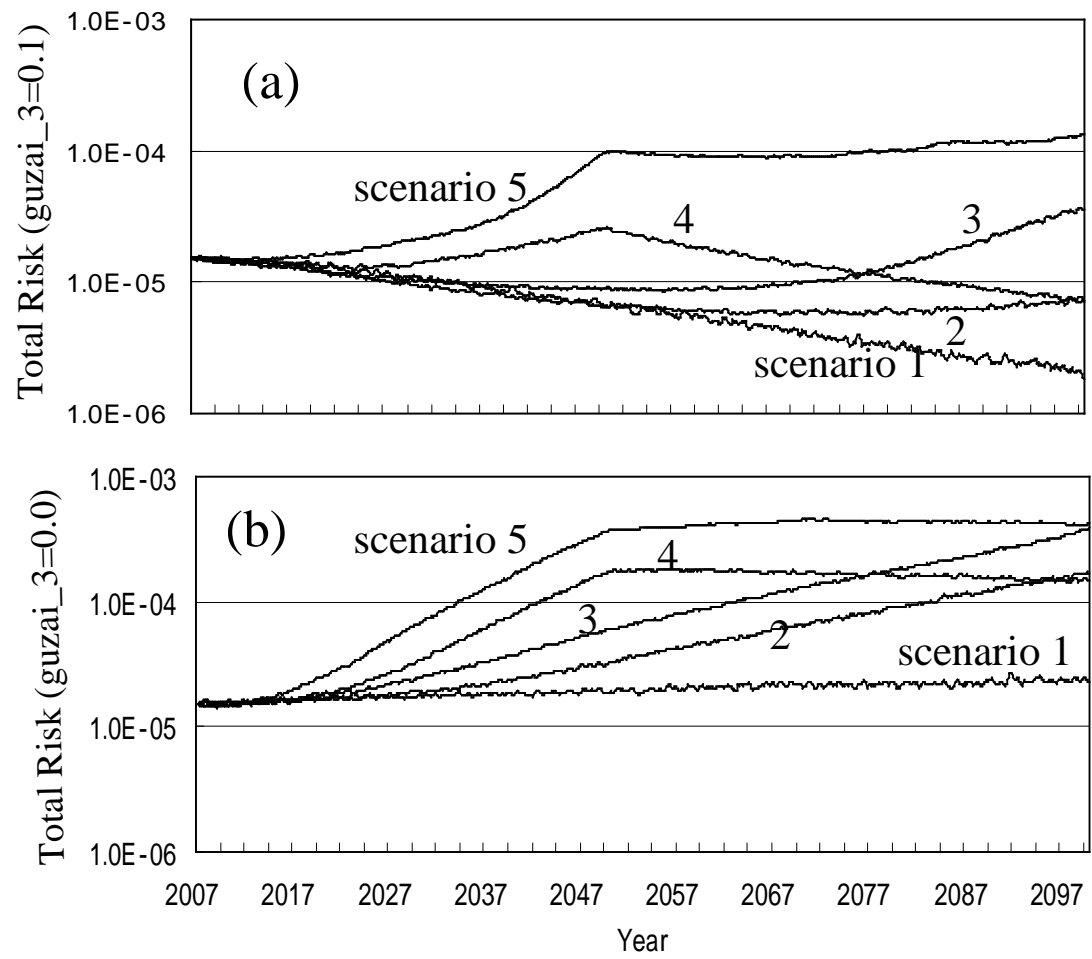 Total Risk (guzai_3=0.1)
1.0E-03
1.0E-04
1.0E-05
1.0E-06
(a)
scenario 5
4
3
2
scenario 1
Total Risk (guzai_3=0.0)
1.0E-03
1.0E-04
1.0E-05
1.0E-06
(b)
scenario 5
4
3
2
scenario 1
2007 2017 2027 2037 2047 2057 2067 2077 2087 2097
Year